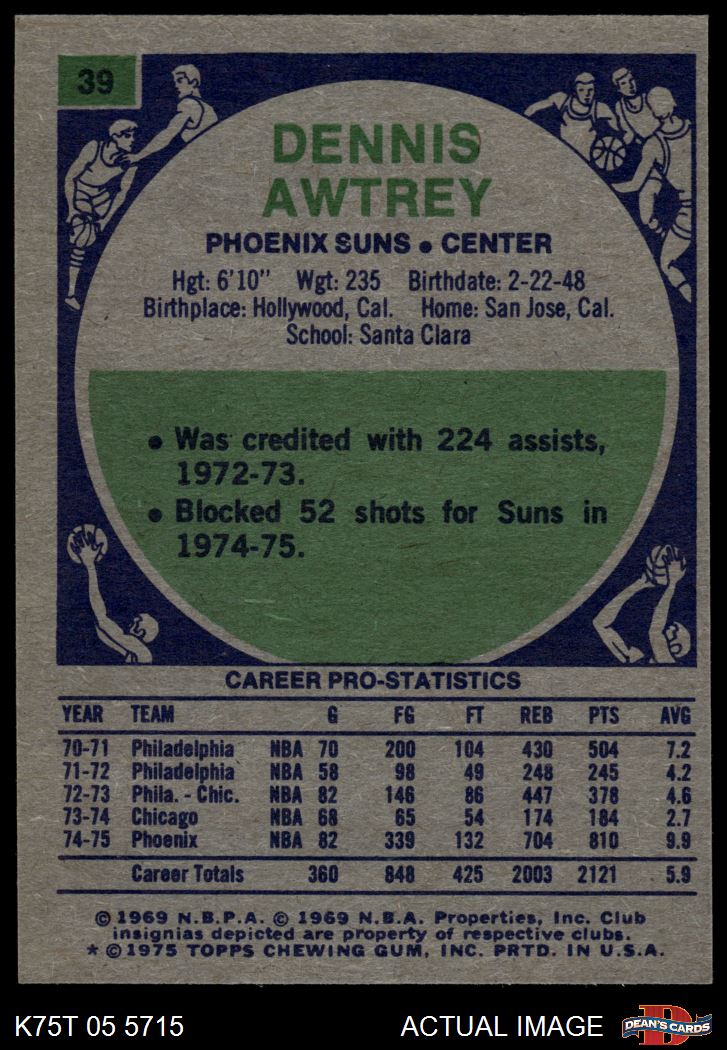 39
DENNIS
AWTREY
PHOENIX SUNS • CENTER
Hgt: 6'10" Wgt: 235 Birthdate: 2-22-48
Birthplace: Hollywood, Cal. Home: San Jose, Cal.
School: Santa Clara
• Was credited with 224 assists,
1972-73.
• Blocked 52 shots for Suns in
1974-75.
CAREER PRO-STATISTICS
YEAR TEAM G FG FT REB PTS AVG
70-71 Philadelphia NBA 70 200 104 430 504 7.2
71-72 Philadelphia NBA 58 98 49 248 245 4.2
72-73 Phila. - Chic. NBA 82 146 86 447 378 4.6
73-74 Chicago NBA 68 65 54 174 184 2.7
74-75 Phoenix NBA 82 339 132 704 810 9.9
Career Totals 360 848 425 2003 2121 5.9
© 1969 N.B.P.A. © 1969 N.B.A. Properties, Inc. Club
insignias depicted are property of respective clubs.
* © 1975 TOPPS CHEWING GUM, INC. PRTD. IN U.S.A.
K75T 05 5715 ACTUAL IMAGE
D
DEAN'S CARDS